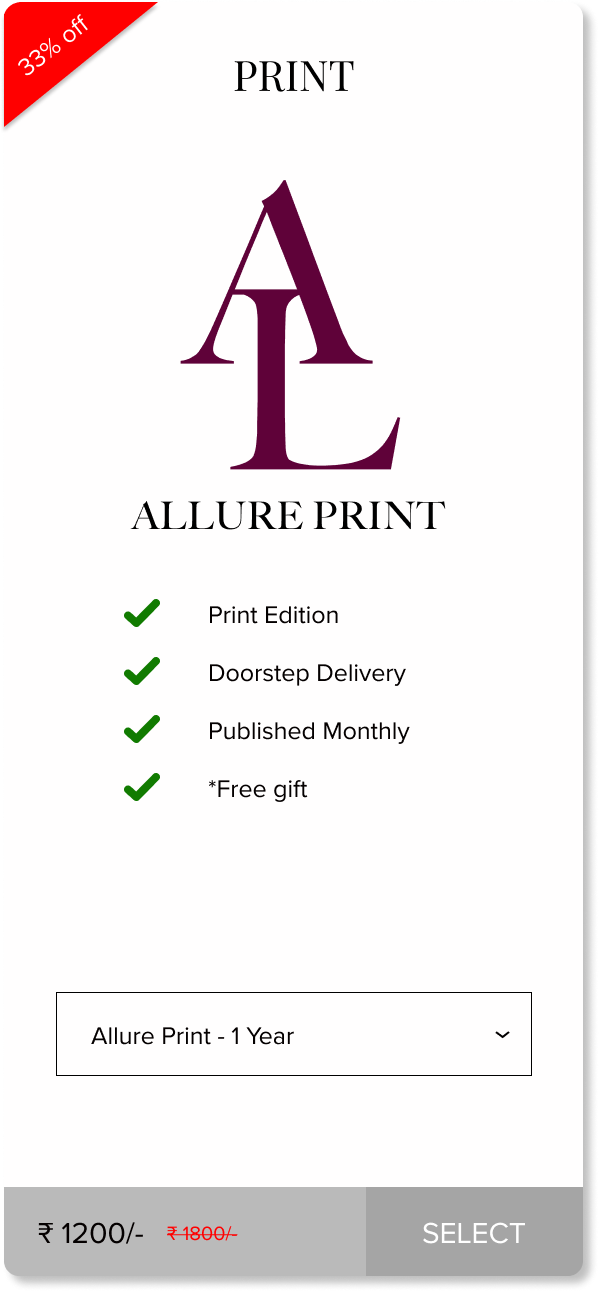 33% off
PRINT
AL
ALLURE PRINT
Print Edition
Doorstep Delivery
Published Monthly
*Free gift
Allure Print - 1 Year
₹ 1200/- ₹ 1800/- SELECT